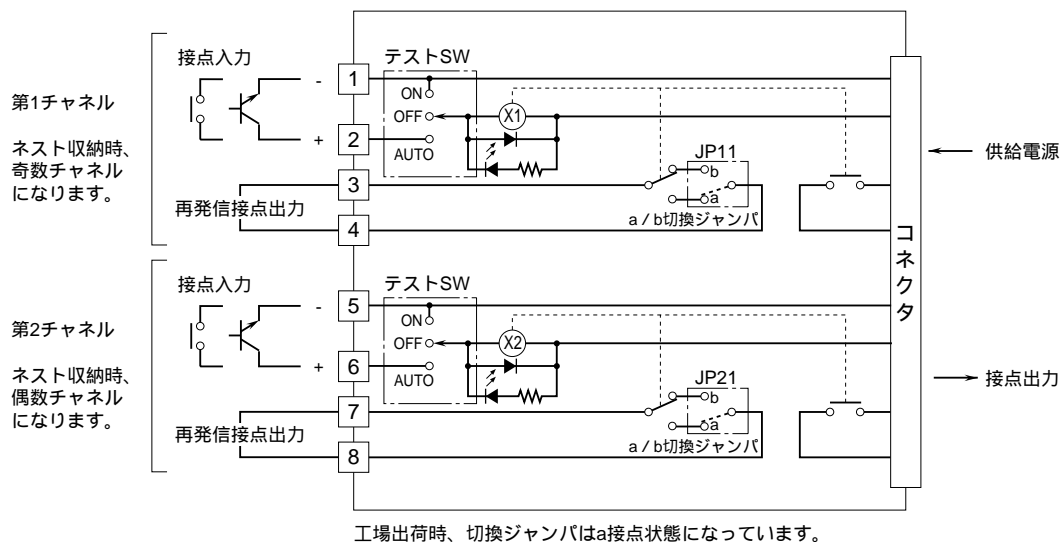 接点入力
第1チャネル
ネスト収納時、
奇数チャネル
になります。
-
+
再発信接点出力
1
2
3
4
テストSW
ON
OFF
AUTO
X1
JP11
b
a
a / b切換ジャンパ
接点入力
第2チャネル
ネスト収納時、
偶数チャネル
になります。
-
+
再発信接点出力
5
6
7
8
テストSW
ON
OFF
AUTO
X2
JP21
b
a
a / b切換ジャンパ
コネクタ
供給電源
接点出力
工場出荷時、切換ジャンパはa接点状態になっています。